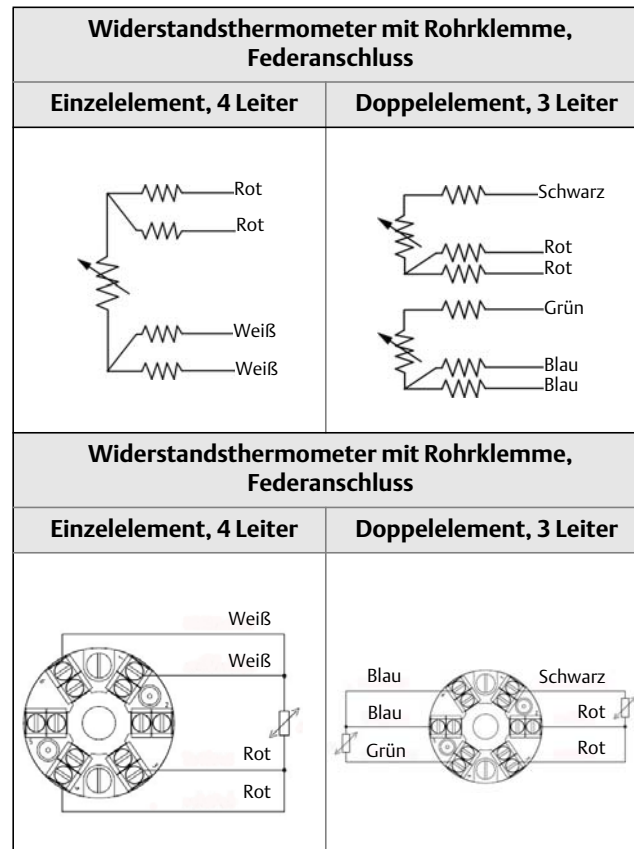 Widerstandsthermometer mit Rohrklemme,
Federanschluss
Einzelelement, 4 Leiter
Doppelelement, 3 Leiter
Rot
Rot
Weiß
Weiß
Schwarz
Rot
Rot
Grün
Blau
Blau
Widerstandsthermometer mit Rohrklemme,
Federanschluss
Einzelelement, 4 Leiter
Doppelelement, 3 Leiter
Weiß
Weiß
Rot
Rot
Blau
Blau
Grün
Schwarz
Rot
Rot